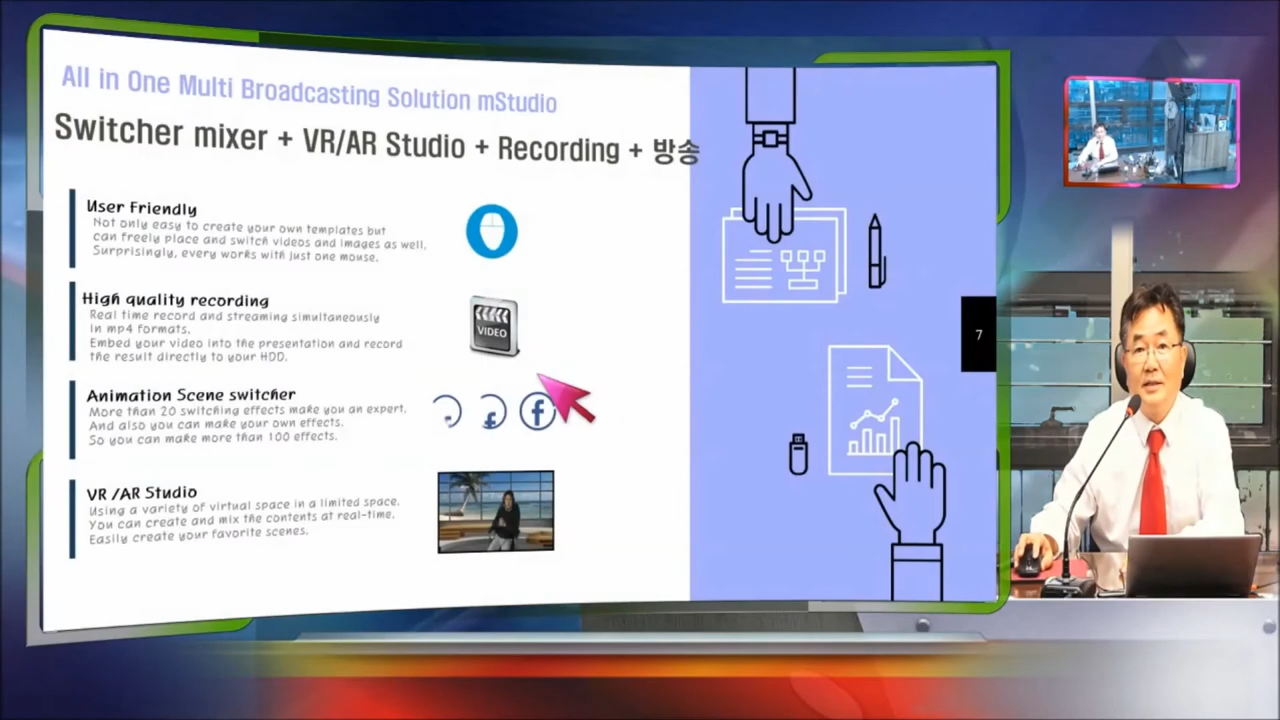 All in One Multi Broadcasting Solution mStudio
Switcher mixer + VR/AR Studio + Recording + 방송
User Friendly
Not only easy to create your own templates but
can freely place and switch videos and images as well,
Surprisingly, every works with just one mouse.
High quality recording
Real time record and streaming simultaneously
in mp4 formats.
Embed your video into the presentation and record
the result directly to your HDD.
VIDEO
Animation Scene switcher
More than 20 switching effects make you an expert.
And also you can make your own effects.
So you can make more than 100 effects.
VR /AR Studio
Using a variety of virtual space in a limited space.
You can create and mix the contents at real-time.
Easily create your favorite scenes.
7